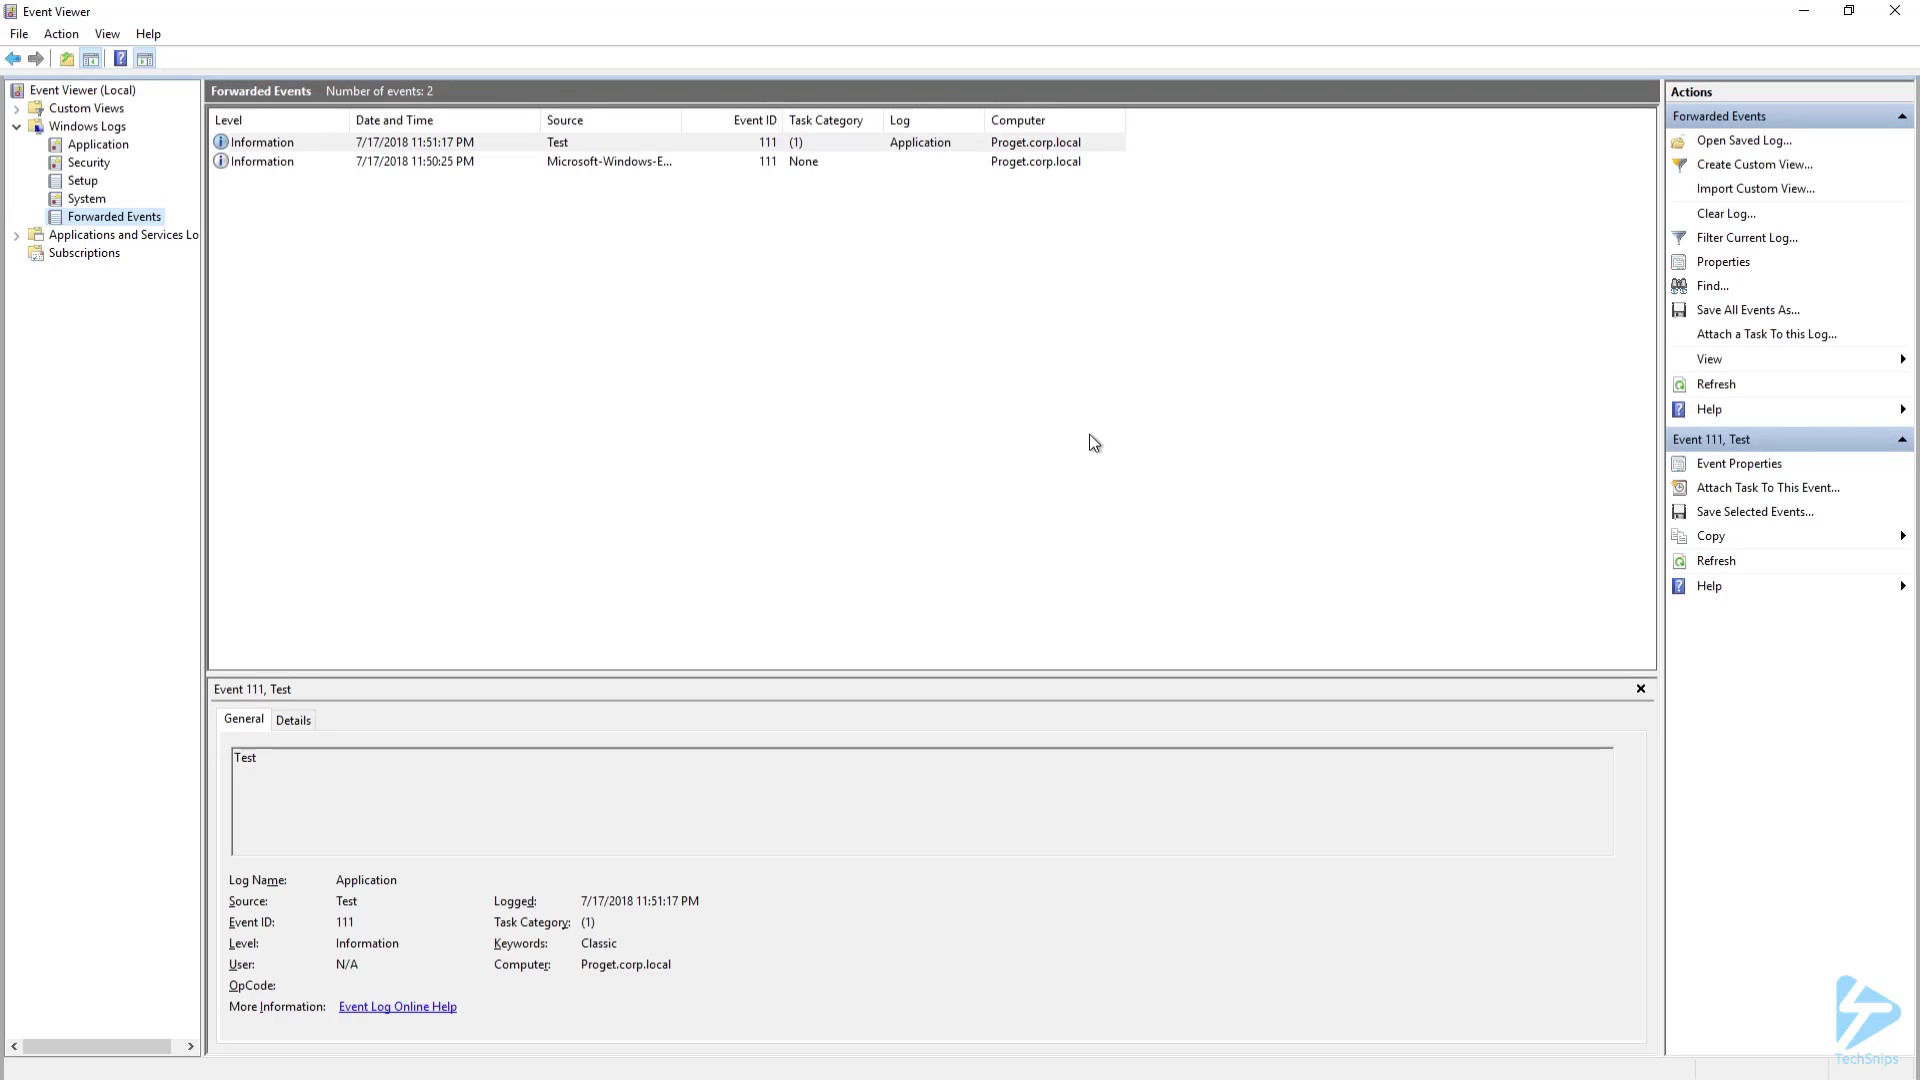 Event Viewer
File Action View Help
Event Viewer (Local)
Custom Views
Windows Logs
Application
Security
Setup
System
Forwarded Events
Applications and Services Lo
Subscriptions
Forwarded Events Number of events: 2
Level Date and Time Source Event ID Task Category Log Computer
Information 7/17/2018 11:51:17 PM Test 111 (1) Application Proget.corp.local
Information 7/17/2018 11:50:25 PM Microsoft-Windows-E... 111 None Proget.corp.local
Event 111, Test
General Details
Test
Log Name: Application
Source: Test Logged: 7/17/2018 11:51:17 PM
Event ID: 111 Task Category: (1)
Level: Information Keywords: Classic
User: N/A Computer: Proget.corp.local
OpCode:
More Information: Event Log Online Help
Actions
Forwarded Events
Open Saved Log...
Create Custom View...
Import Custom View...
Clear Log...
Filter Current Log...
Properties
Find...
Save All Events As...
Attach a Task To this Log...
View
Refresh
Help
Event 111, Test
Event Properties
Attach Task To This Event...
Save Selected Events...
Copy
Refresh
Help
TechSnips